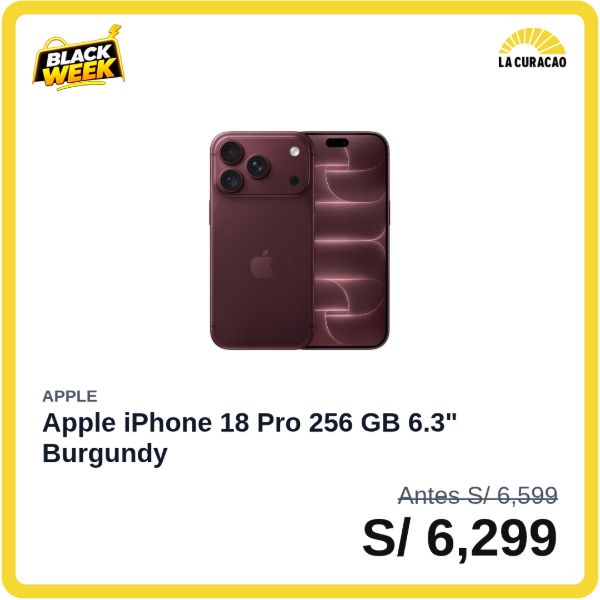 BLACK
WEEK
LA CURACAO
APPLE
Apple iPhone 18 Pro 256 GB 6.3"
Burgundy
Antes S/ 6,599
S/ 6,299